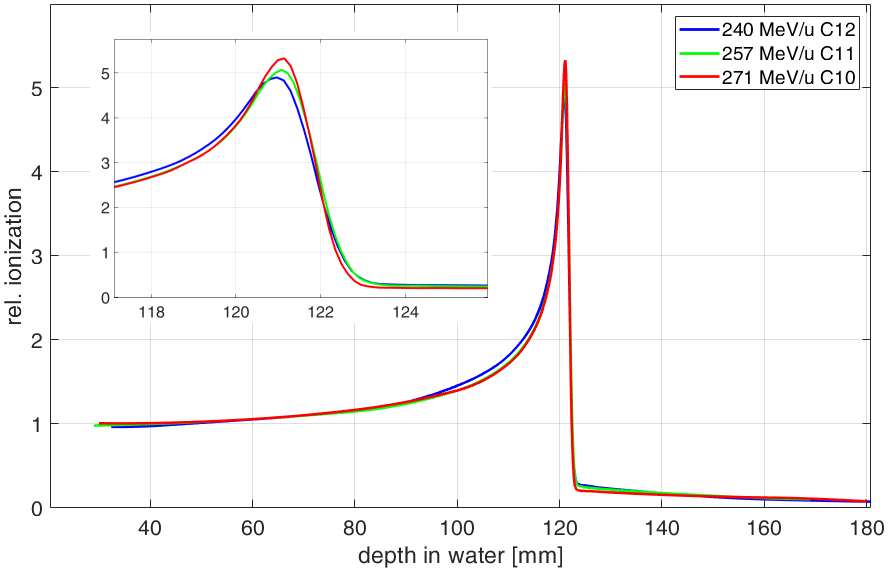 240 MeV/u C12
257 MeV/u C11
271 MeV/u C10
5
4
3
2
1
0
118 120 122 124
rel. ionization
5
4
3
2
1
0
40 60 80 100 120 140 160 180
depth in water [mm]